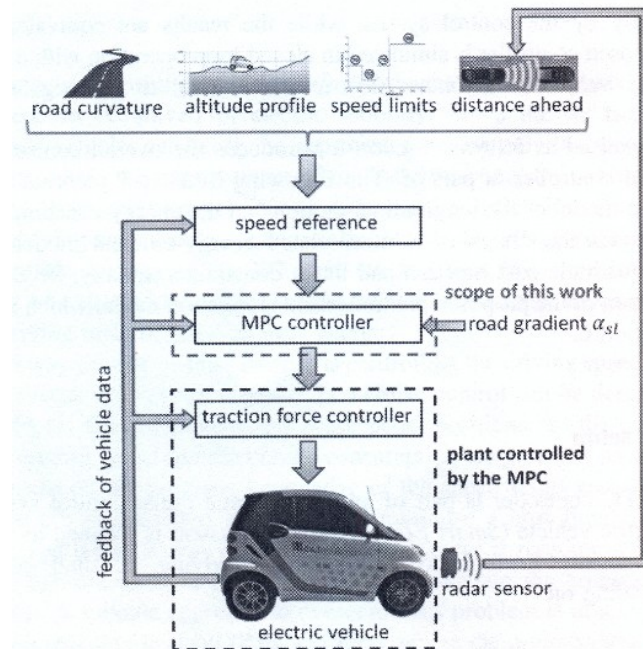 road curvature altitude profile speed limits distance ahead
speed reference
scope of this work
MPC controller
road gradient αsl
traction force controller
plant controlled
by the MPC
feedback of vehicle data
radar sensor
electric vehicle